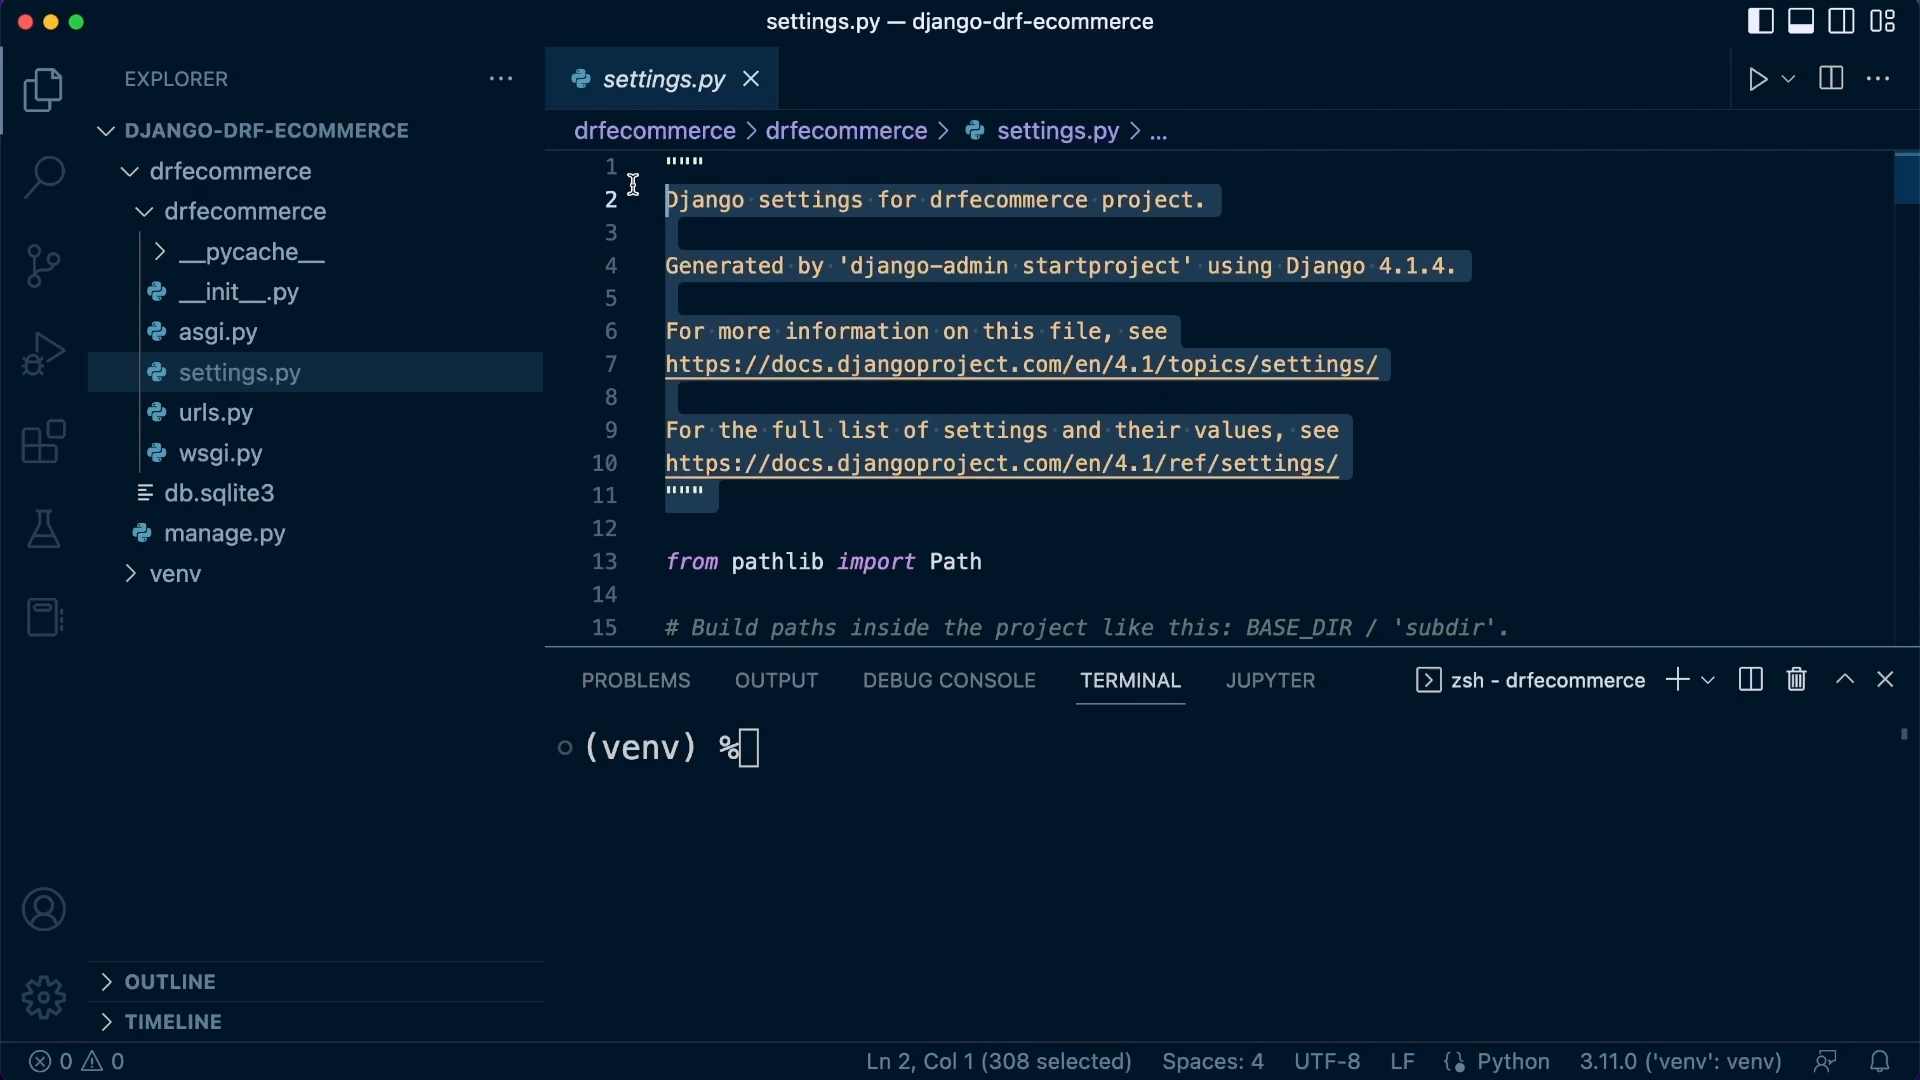 settings.py — django-drf-ecommerce
EXPLORER
DJANGO-DRF-ECOMMERCE
drfecommerce
drfecommerce
__pycache__
__init__.py
asgi.py
settings.py
urls.py
wsgi.py
db.sqlite3
manage.py
venv
OUTLINE
TIMELINE
settings.py
drfecommerce > drfecommerce > settings.py > ...
1 """
2 Django settings for drfecommerce project.
3
4 Generated by 'django-admin startproject' using Django 4.1.4.
5
6 For more information on this file, see
7 https://docs.djangoproject.com/en/4.1/topics/settings/
8
9 For the full list of settings and their values, see
10 https://docs.djangoproject.com/en/4.1/ref/settings/
11 """
12
13 from pathlib import Path
14
15 # Build paths inside the project like this: BASE_DIR / 'subdir'.
PROBLEMS OUTPUT DEBUG CONSOLE TERMINAL JUPYTER zsh - drfecommerce
(venv) %
0 0 Ln 2, Col 1 (308 selected) Spaces: 4 UTF-8 LF Python 3.11.0 ('venv': venv)